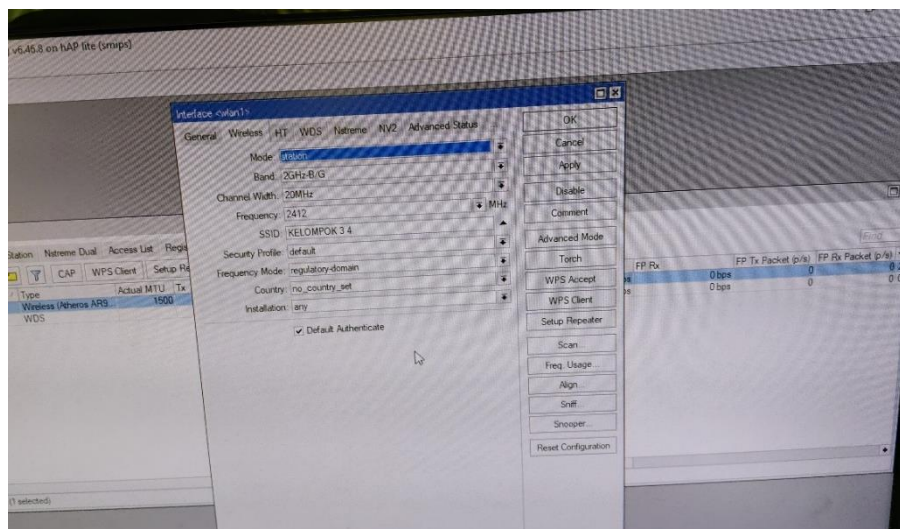 v6.45.8 on hAP lite (smips)
Interface <wlan1>
General Wireless HT WDS Nstreme NV2 Advanced Status
Mode: station
Band: 2GHz-B/G
Channel Width: 20MHz
Frequency: 2412 MHz
SSID: KELOMPOK 3 4
Security Profile: default
Frequency Mode: regulatory-domain
Country: no_country_set
Installation: any
Default Authenticate
OK
Cancel
Apply
Disable
Comment
Advanced Mode
Torch
WPS Accept
WPS Client
Setup Repeater
Scan...
Freq. Usage...
Align...
Sniff...
Snooper...
Reset Configuration
Station Nstreme Dual Access List Regis
CAP WPS Client Setup Re
Type Actual MTU Tx
Wireless (Atheros AR9... 1500
WDS
Find
FP Rx FP Tx Packet (p/s) FP Rx Packet (p/s)
0 bps 0 0
0 bps 0 0
(1 selected)